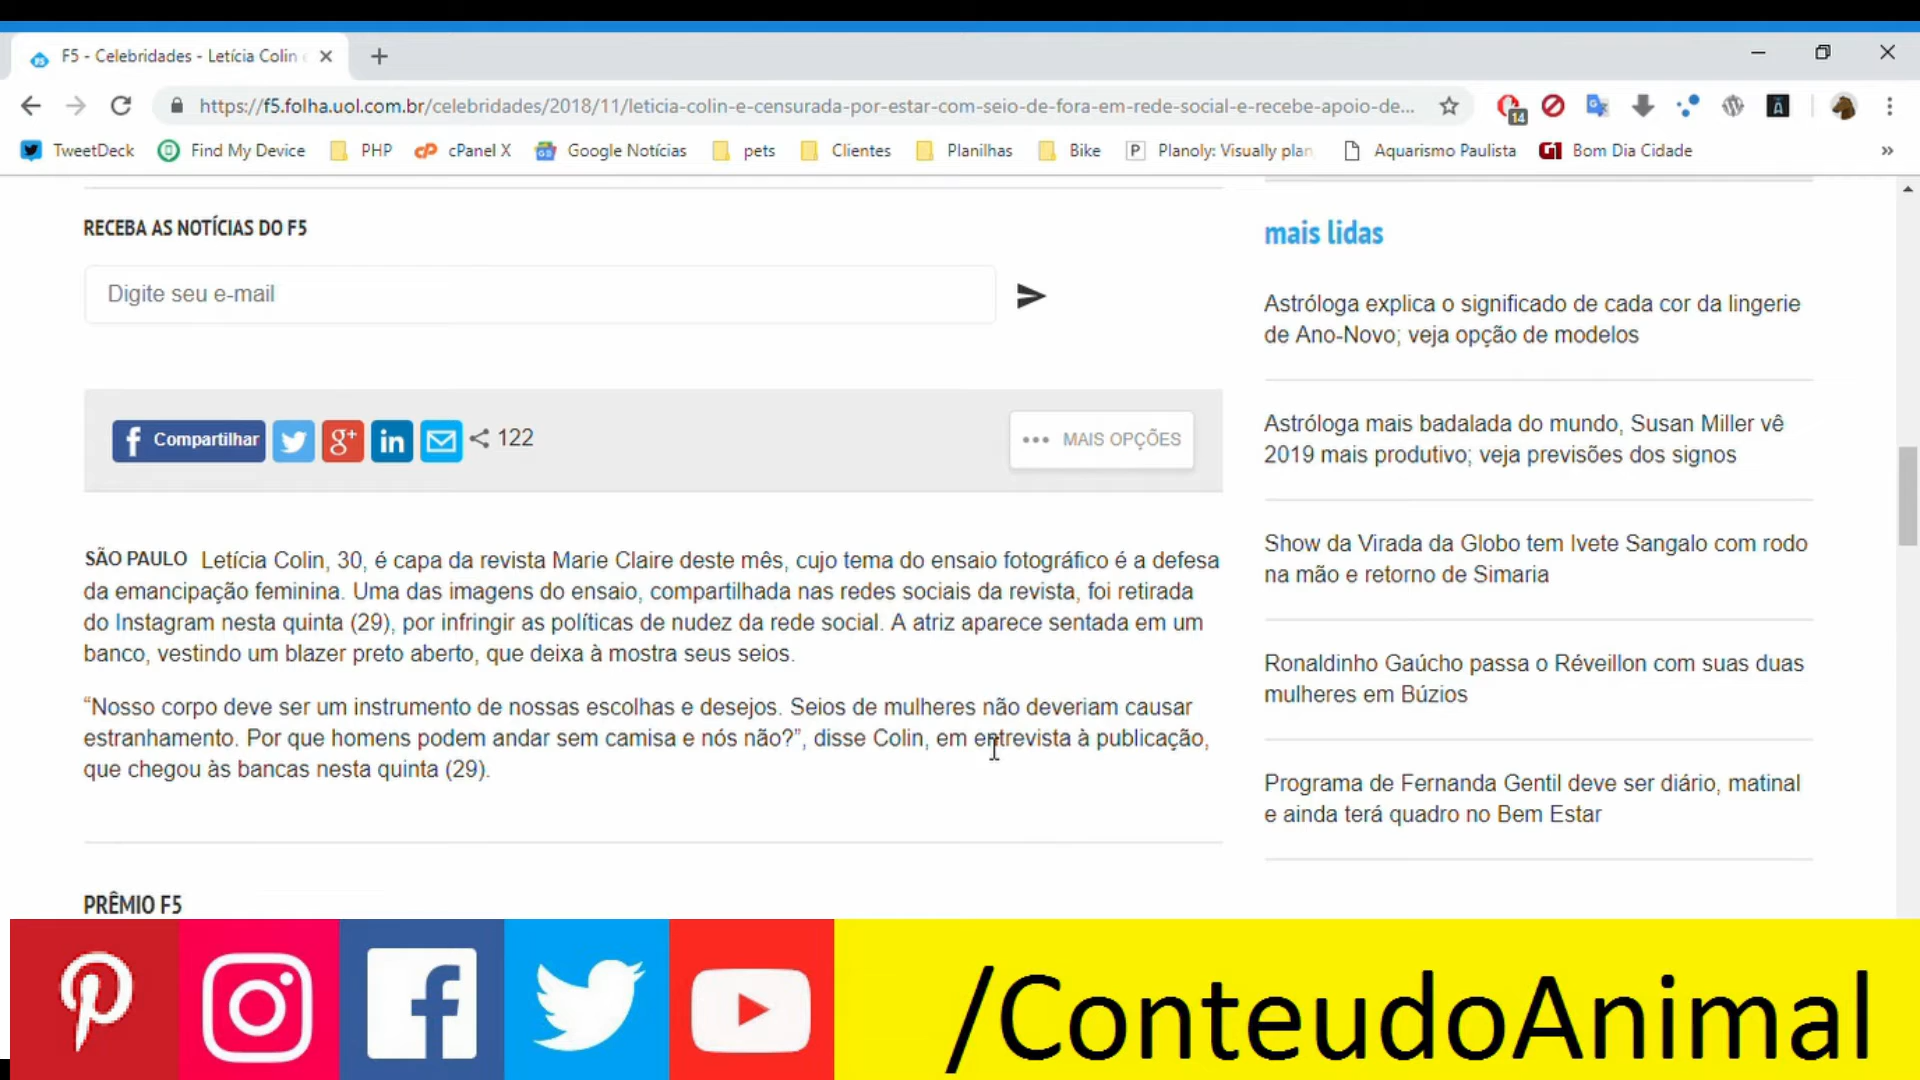 F5 - Celebridades - Letícia Colin
https://f5.folha.uol.com.br/celebridades/2018/11/leticia-colin-e-censurada-por-estar-com-seio-de-fora-em-rede-social-e-recebe-apoio-de...
14
TweetDeck Find My Device PHP cPanel X Google Notícias pets Clientes Planilhas Bike Planoly: Visually plan Aquarismo Paulista G1 Bom Dia Cidade »
RECEBA AS NOTÍCIAS DO F5
Digite seu e-mail
Compartilhar g+ in 122
••• MAIS OPÇÕES
SÃO PAULO Letícia Colin, 30, é capa da revista Marie Claire deste mês, cujo tema do ensaio fotográfico é a defesa
da emancipação feminina. Uma das imagens do ensaio, compartilhada nas redes sociais da revista, foi retirada
do Instagram nesta quinta (29), por infringir as políticas de nudez da rede social. A atriz aparece sentada em um
banco, vestindo um blazer preto aberto, que deixa à mostra seus seios.
“Nosso corpo deve ser um instrumento de nossas escolhas e desejos. Seios de mulheres não deveriam causar
estranhamento. Por que homens podem andar sem camisa e nós não?”, disse Colin, em entrevista à publicação,
que chegou às bancas nesta quinta (29).
PRÊMIO F5
mais lidas
Astróloga explica o significado de cada cor da lingerie
de Ano-Novo; veja opção de modelos
Astróloga mais badalada do mundo, Susan Miller vê
2019 mais produtivo; veja previsões dos signos
Show da Virada da Globo tem Ivete Sangalo com rodo
na mão e retorno de Simaria
Ronaldinho Gaúcho passa o Réveillon com suas duas
mulheres em Búzios
Programa de Fernanda Gentil deve ser diário, matinal
e ainda terá quadro no Bem Estar
/ConteudoAnimal